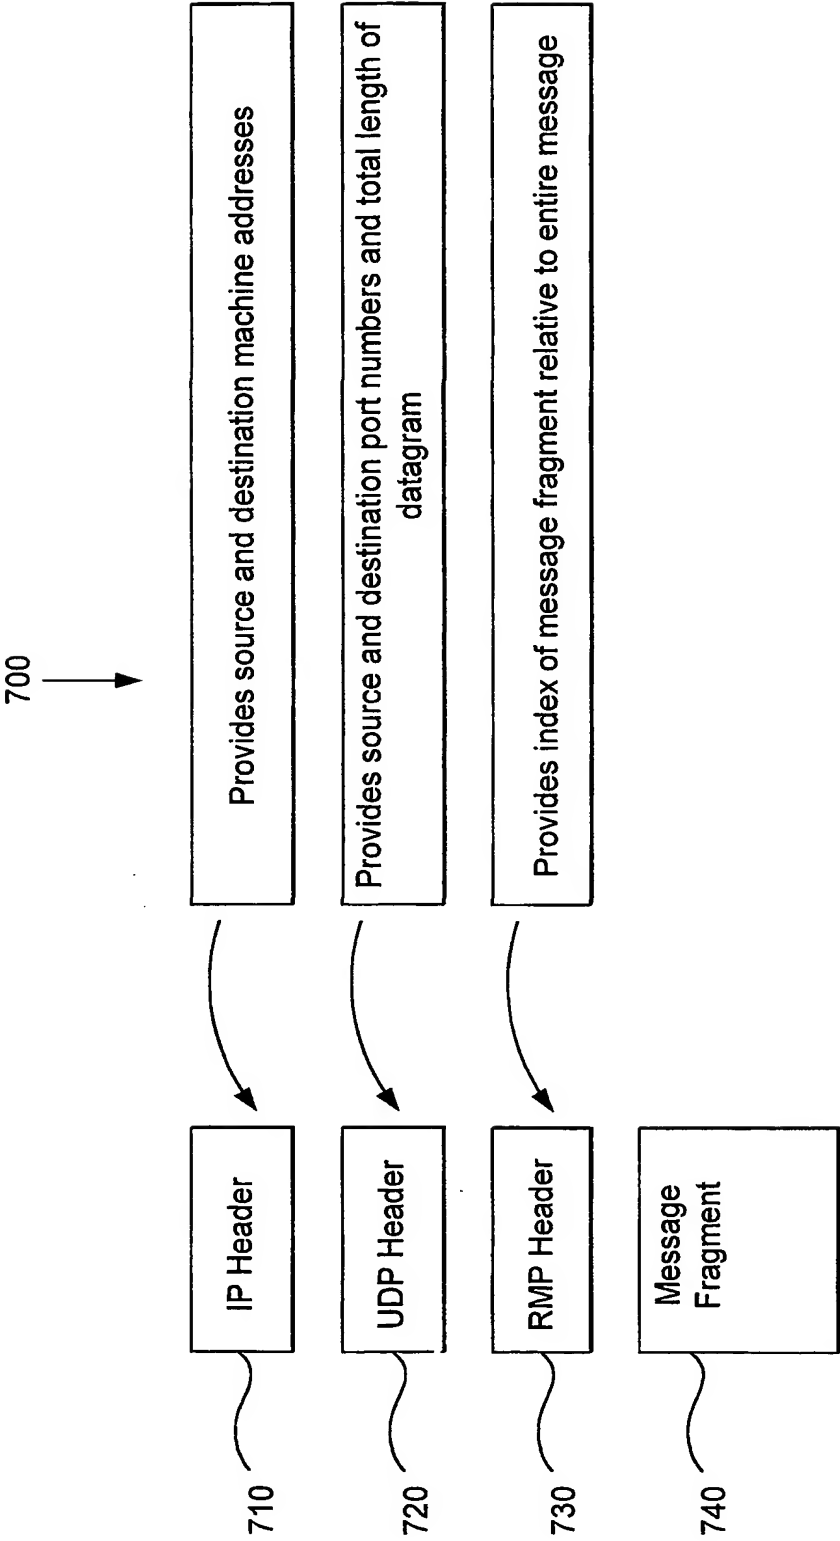 700
710
IP Header
Provides source and destination machine addresses
720
UDP Header
Provides source and destination port numbers and total length of
datagram
730
RMP Header
Provides index of message fragment relative to entire message
740
Message
Fragment